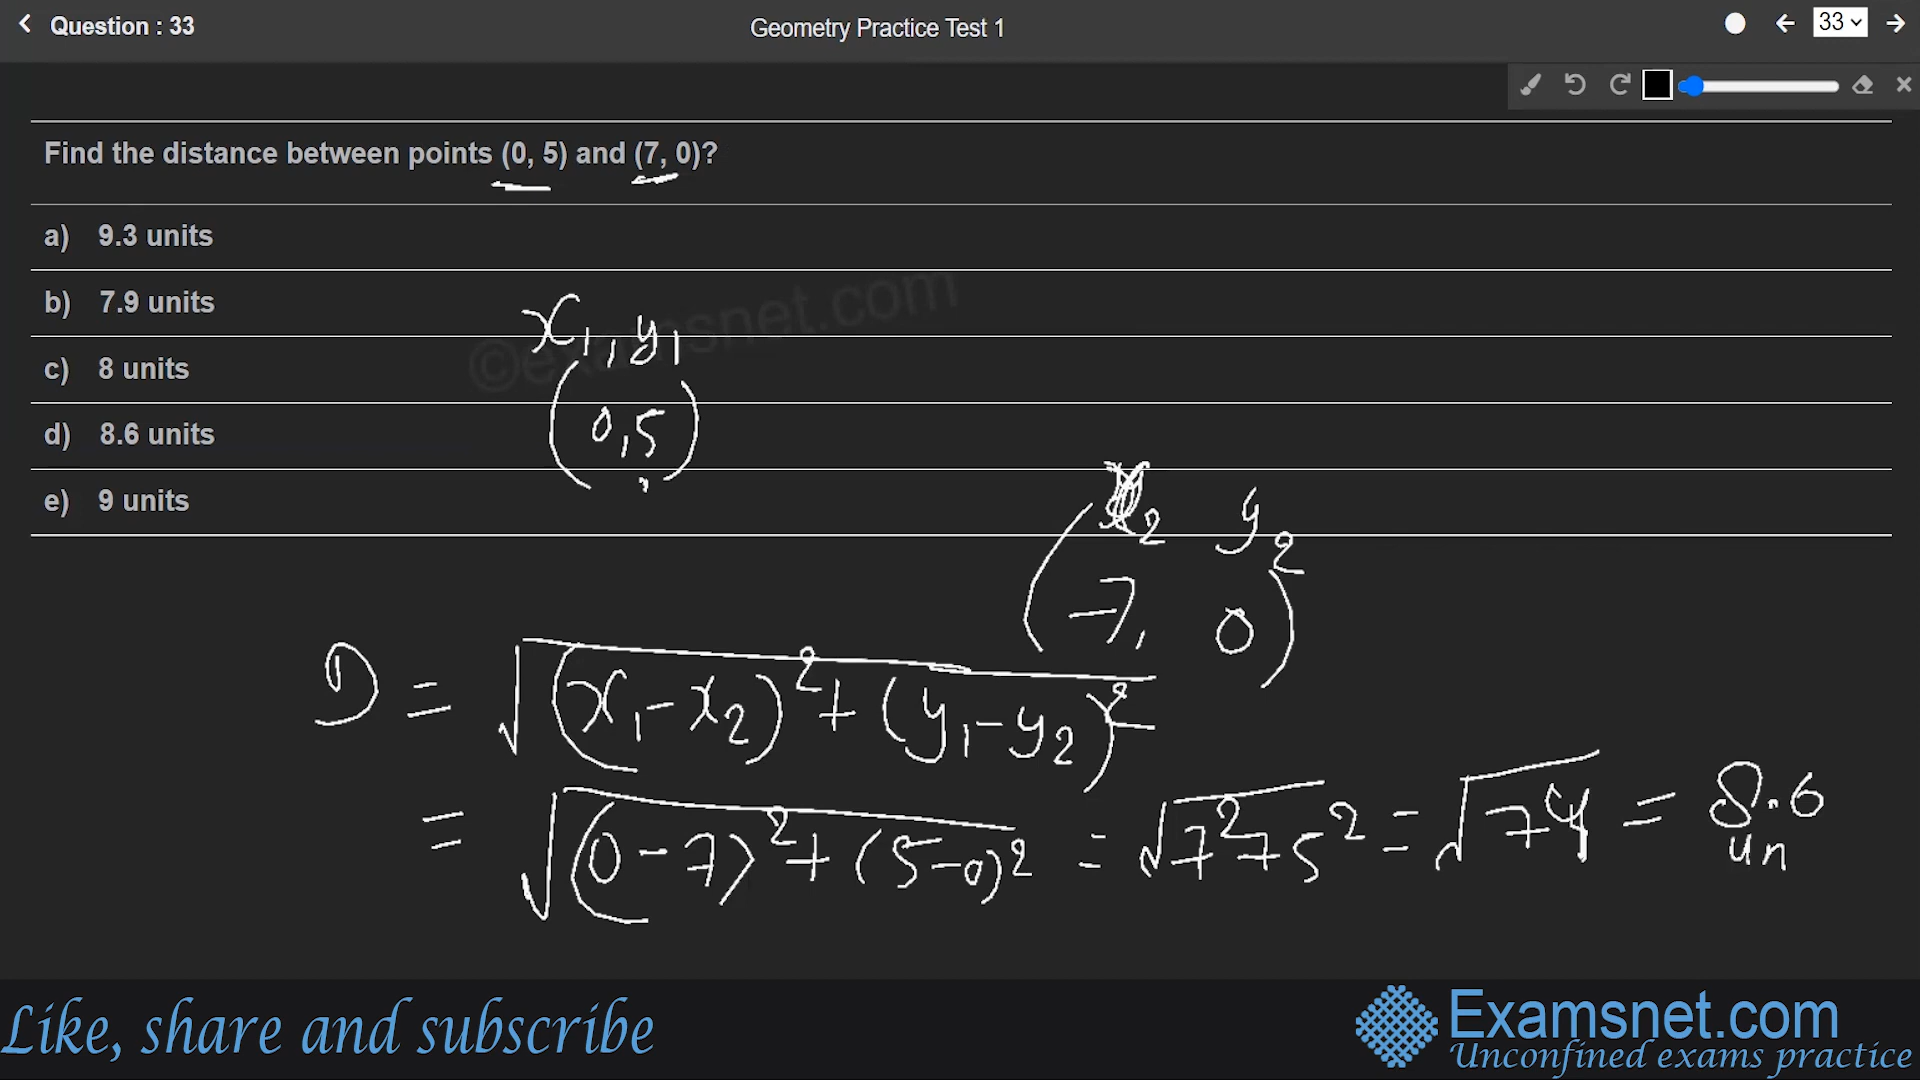 Question : 33
Geometry Practice Test 1
33
Find the distance between points (0, 5) and (7, 0)?
a) 9.3 units
b) 7.9 units
c) 8 units
d) 8.6 units
e) 9 units
©examsnet.com
x₁, y₁
(0,5)
x₂ y₂
(7, 0)
D = √(x₁-x₂)²+(y₁-y₂)²
= √(0-7)²+(5-0)² = √7²+5² = √74 = 8.6
un
Like, share and subscribe
Examsnet.com
Unconfined exams practice